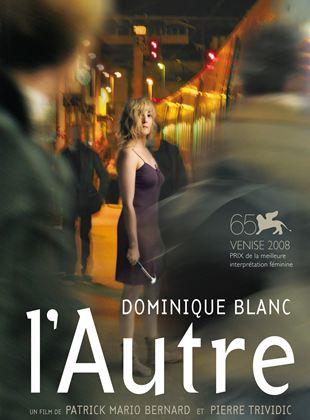 65
VENISE 2008
PRIX de la meilleure
interprétation féminine
DOMINIQUE BLANC
l'Autre
UN FILM DE PATRICK MARIO BERNARD ET PIERRE TRIVIDIC